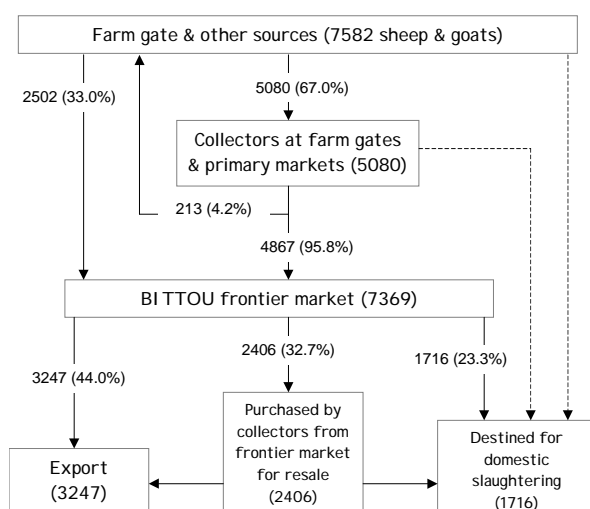 Farm gate & other sources (7582 sheep & goats)
2502 (33.0%)
5080 (67.0%)
Collectors at farm gates
& primary markets (5080)
213 (4.2%)
4867 (95.8%)
BITTOU frontier market (7369)
3247 (44.0%)
2406 (32.7%)
1716 (23.3%)
Export
(3247)
Purchased by
collectors from
frontier market
for resale
(2406)
Destined for
domestic
slaughtering
(1716)